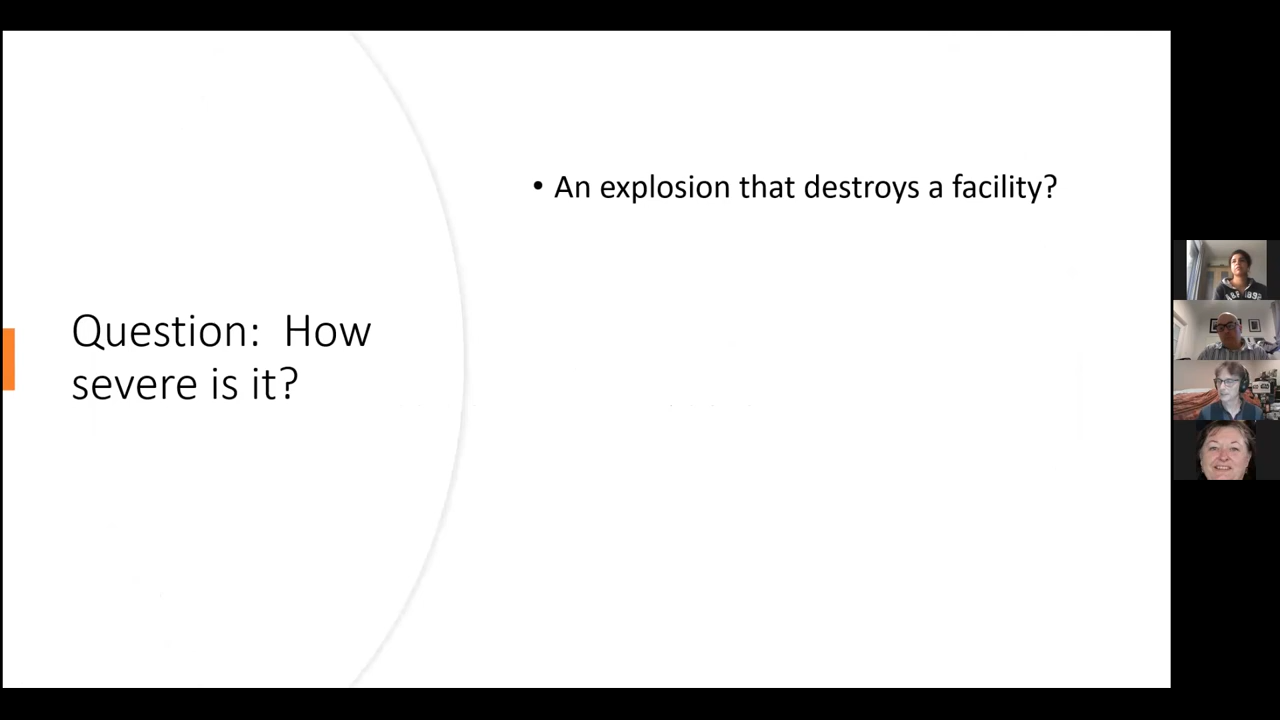 Question:  How
severe is it?
• An explosion that destroys a facility?